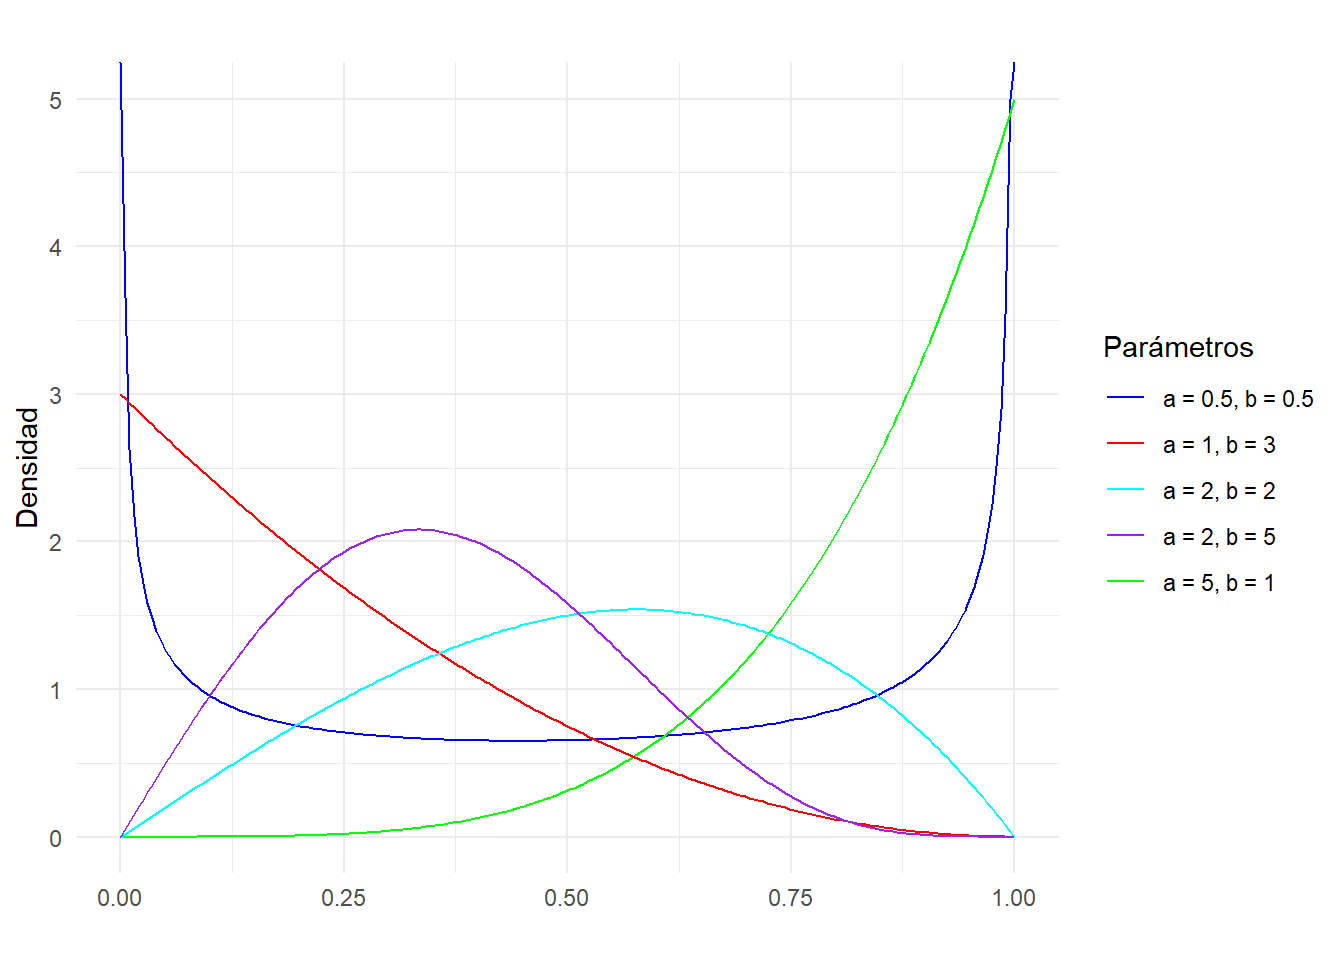 5
4
3
2
1
0
Densidad
0.00 0.25 0.50 0.75 1.00
Parámetros
a = 0.5, b = 0.5
a = 1, b = 3
a = 2, b = 2
a = 2, b = 5
a = 5, b = 1